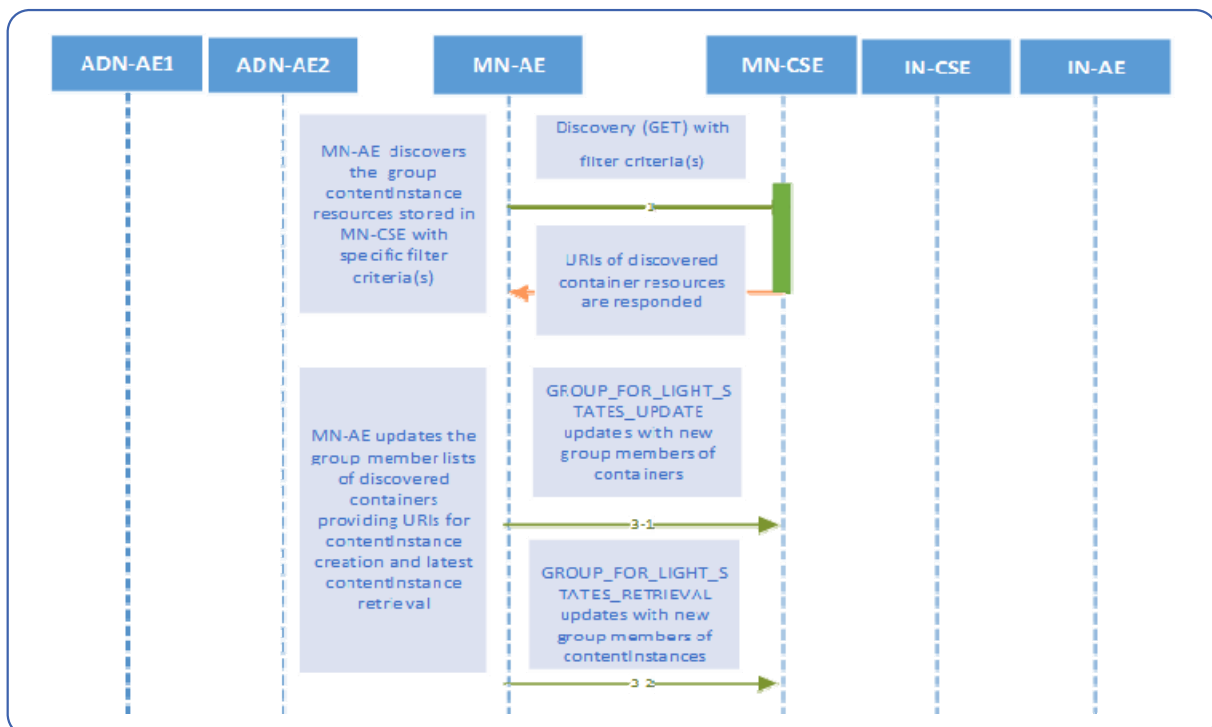 ADN-AE1
ADN-AE2
MN-AE
MN-CSE
IN-CSE
IN-AE
MN-AE discovers
the group
contentInstance
resources stored in
MN-CSE with
specific filter
criteria(s)
Discovery (GET) with
filter criteria(s)
URIs of discovered
container resources
are responded
MN-AE updates the
group member lists
of discovered
containers
providing URIs for
contentInstance
creation and latest
contentInstance
retrieval
GROUP_FOR_LIGHT_S
TATES_UPDATE
updates with new
group members of
containers
3-1
GROUP_FOR_LIGHT_S
TATES_RETRIEVAL
updates with new
group members of
contentInstances
3-2